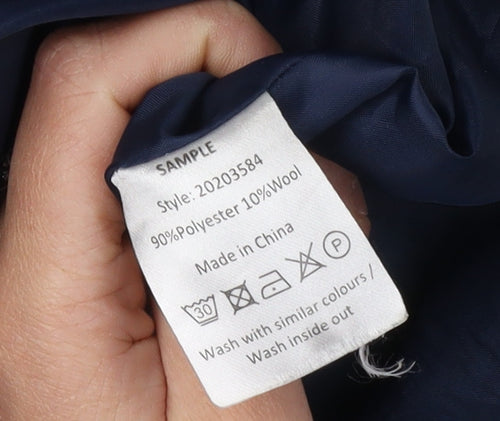 SAMPLE
Style: 20203584
90%Polyester 10%Wool
Made in China
30 P
Wash with similar colours /
Wash inside out